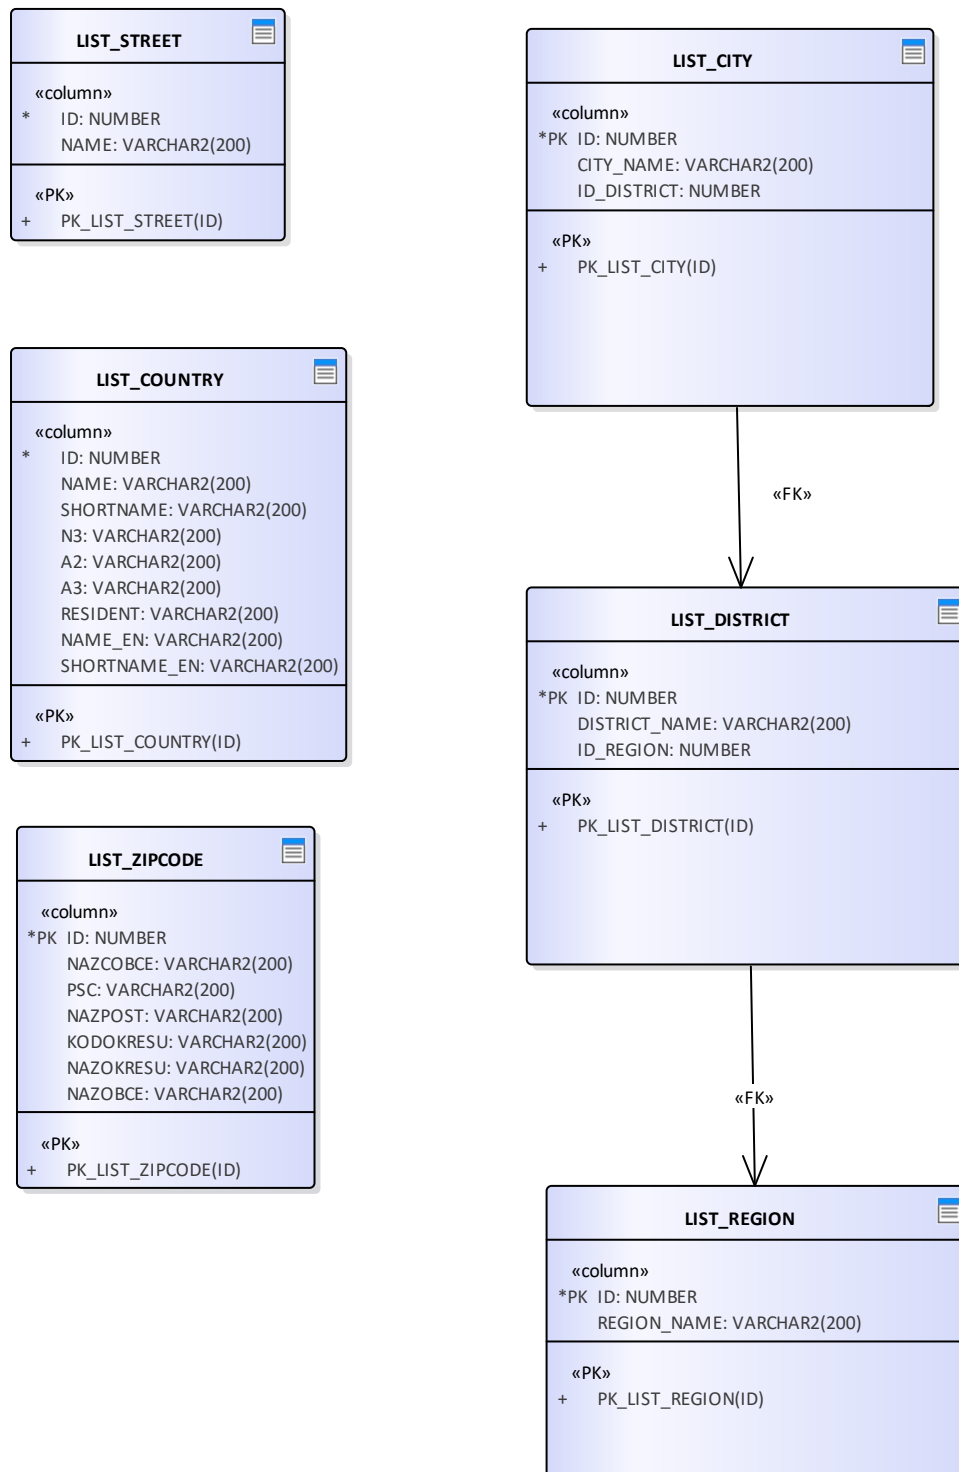 LIST_STREET
«column»
* ID: NUMBER
NAME: VARCHAR2(200)
«PK»
+ PK_LIST_STREET(ID)
LIST_COUNTRY
«column»
* ID: NUMBER
NAME: VARCHAR2(200)
SHORTNAME: VARCHAR2(200)
N3: VARCHAR2(200)
A2: VARCHAR2(200)
A3: VARCHAR2(200)
RESIDENT: VARCHAR2(200)
NAME_EN: VARCHAR2(200)
SHORTNAME_EN: VARCHAR2(200)
«PK»
+ PK_LIST_COUNTRY(ID)
LIST_ZIPCODE
«column»
*PK ID: NUMBER
NAZCOBCE: VARCHAR2(200)
PSC: VARCHAR2(200)
NAZPOST: VARCHAR2(200)
KODOKRESU: VARCHAR2(200)
NAZOKRESU: VARCHAR2(200)
NAZOBCE: VARCHAR2(200)
«PK»
+ PK_LIST_ZIPCODE(ID)
LIST_CITY
«column»
*PK ID: NUMBER
CITY_NAME: VARCHAR2(200)
ID_DISTRICT: NUMBER
«PK»
+ PK_LIST_CITY(ID)
«FK»
LIST_DISTRICT
«column»
*PK ID: NUMBER
DISTRICT_NAME: VARCHAR2(200)
ID_REGION: NUMBER
«PK»
+ PK_LIST_DISTRICT(ID)
«FK»
LIST_REGION
«column»
*PK ID: NUMBER
REGION_NAME: VARCHAR2(200)
«PK»
+ PK_LIST_REGION(ID)